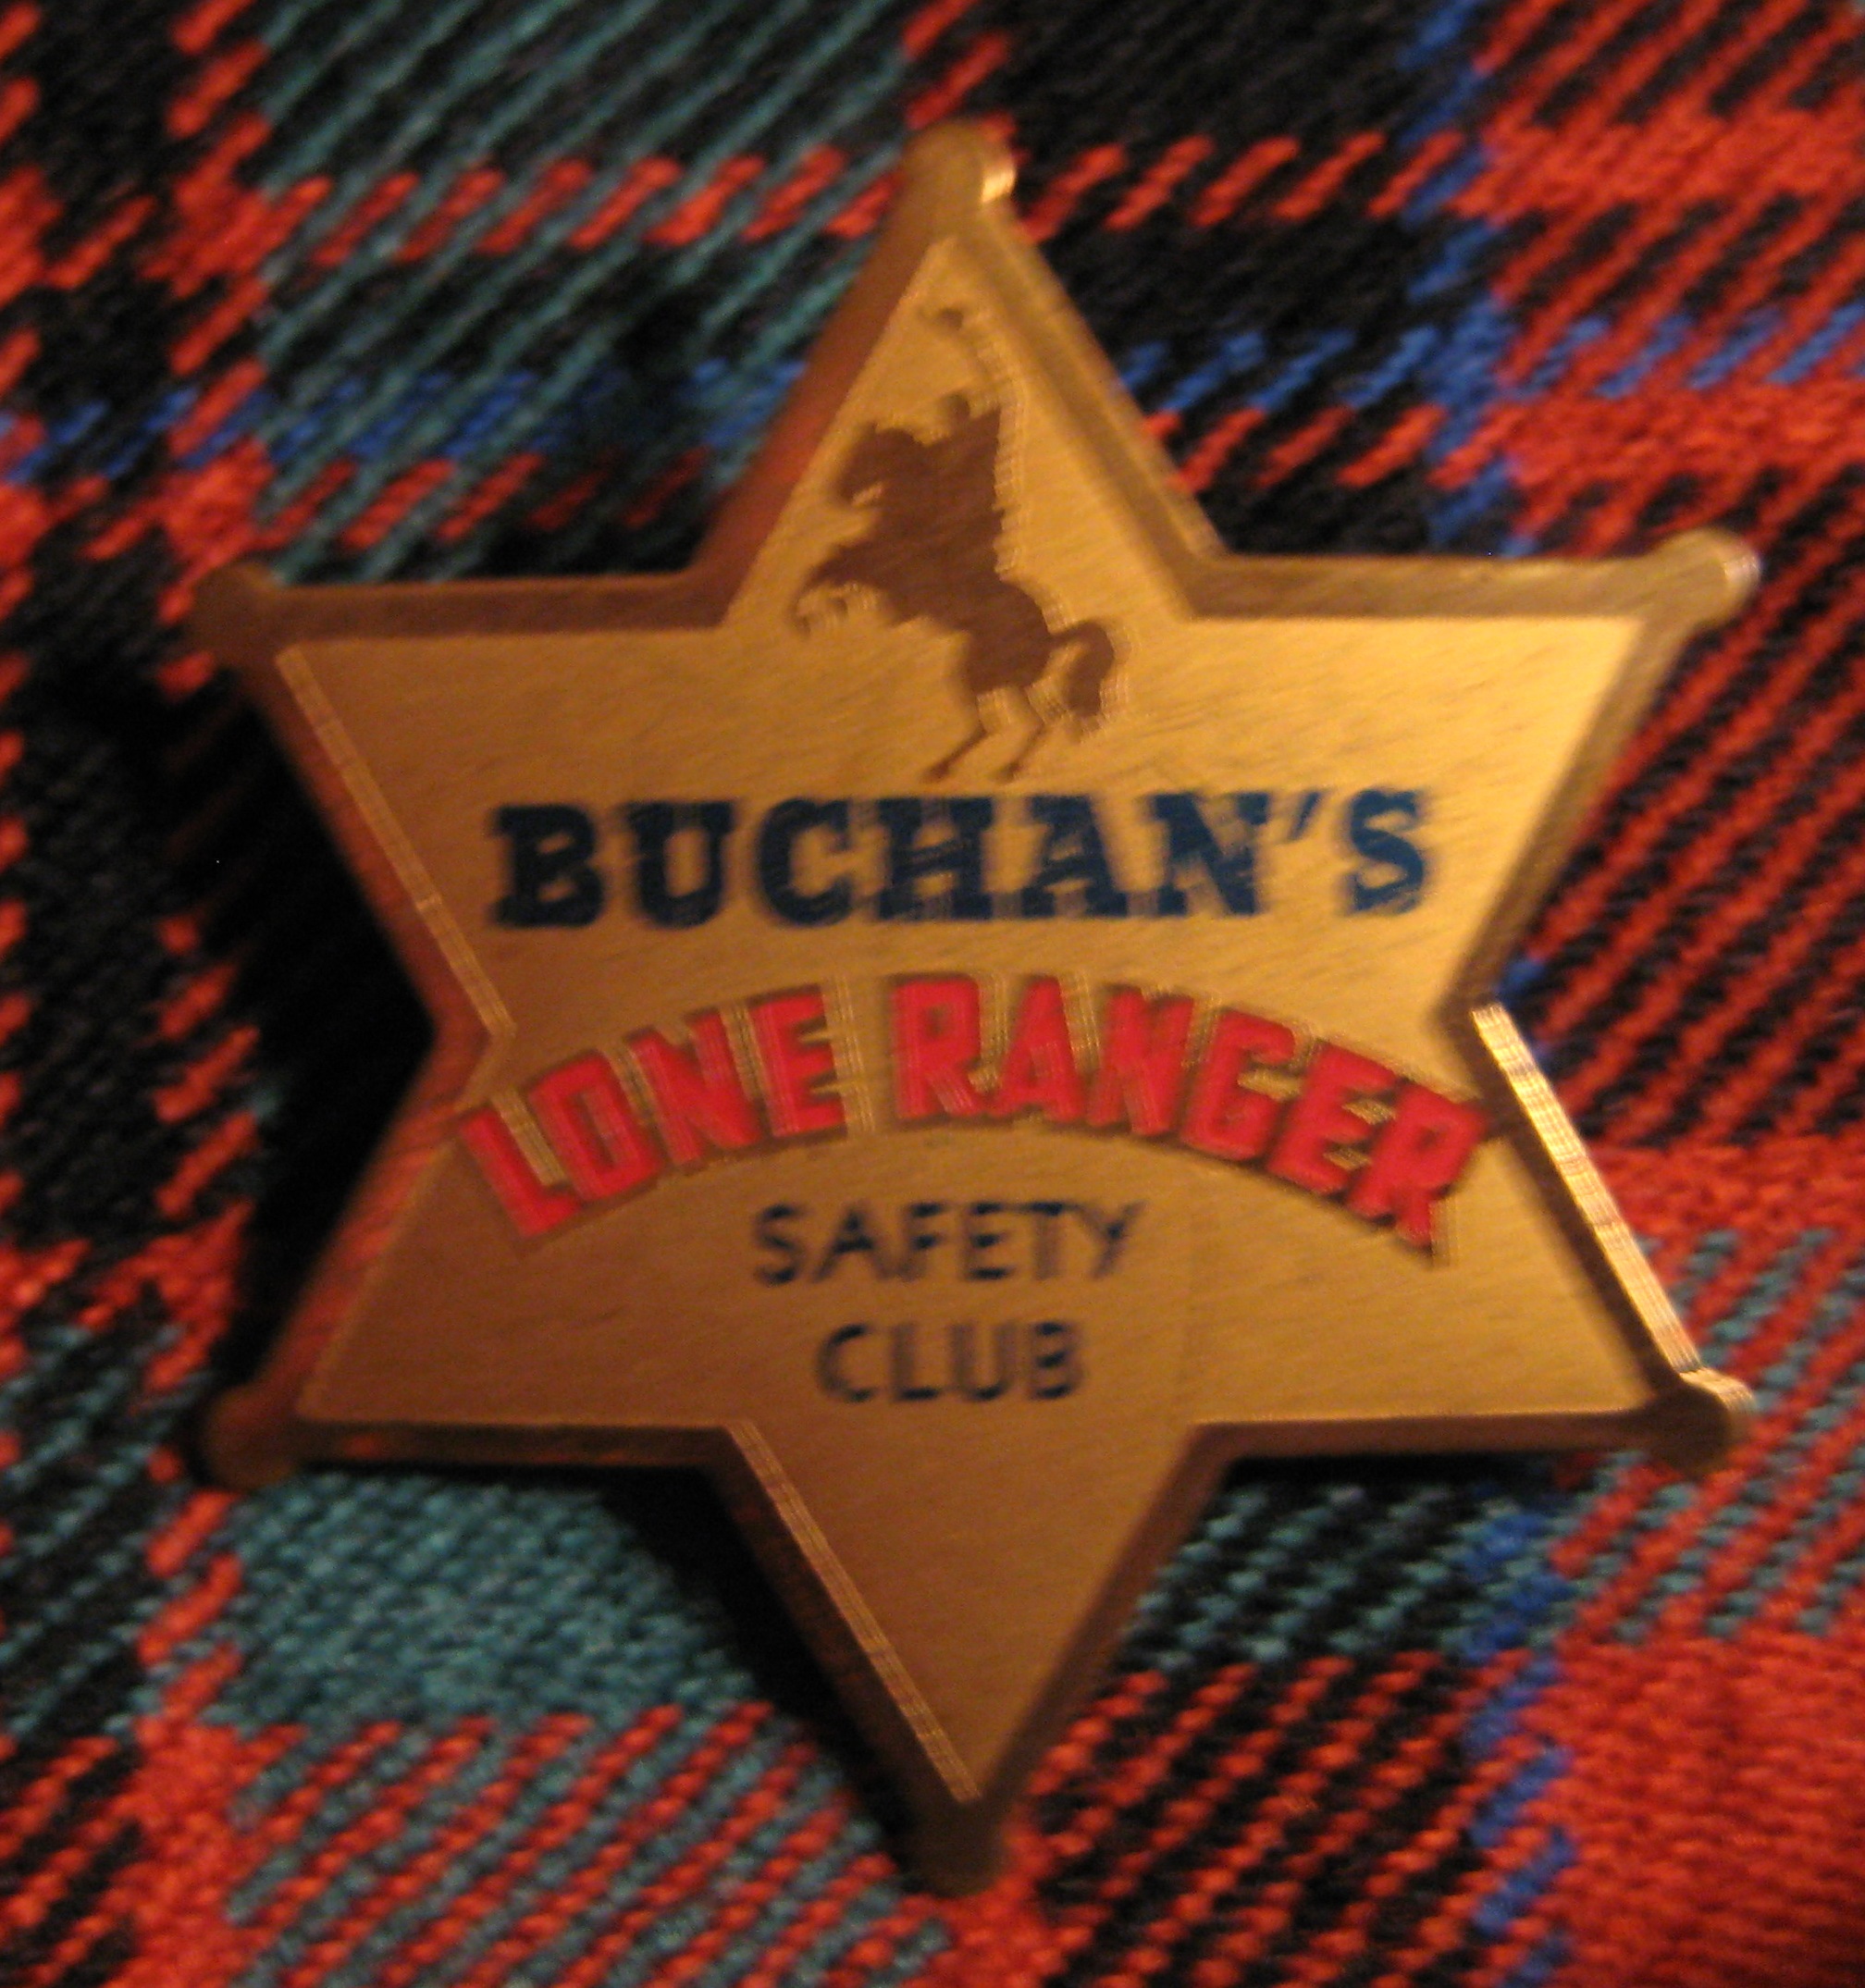 BUCHAN'S
LONE RANGER
SAFETY
CLUB